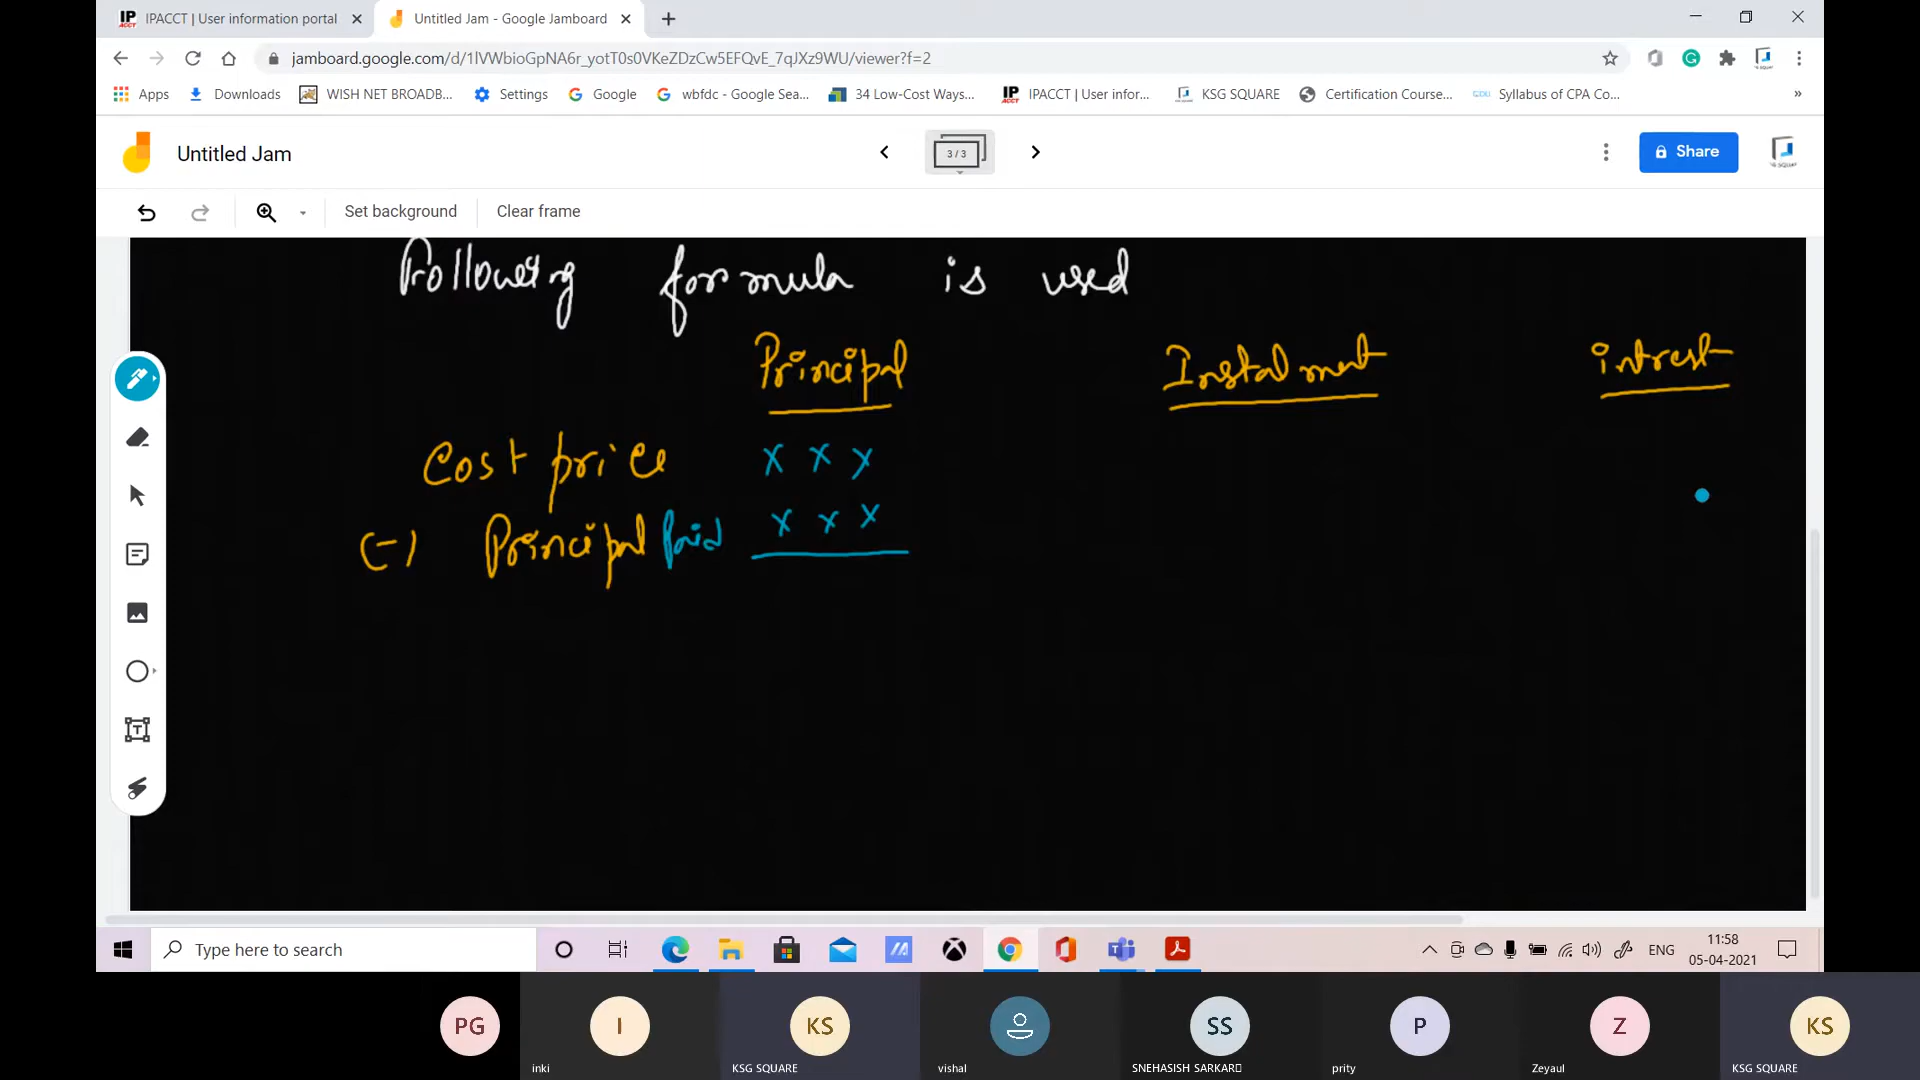 IPACCT | User information portal
Untitled Jam - Google Jamboard
jamboard.google.com/d/1lVWbioGpNA6r_yotT0s0VKeZDzCw5EFQvE_7qJXz9WU/viewer?f=2
Apps Downloads WISH NET BROADB... Settings Google wbfdc - Google Sea... 34 Low-Cost Ways... IPACCT | User infor... KSG SQUARE Certification Course... Syllabus of CPA Co... »
Untitled Jam
3 / 3
Share
Set background Clear frame
Following formula is used
Principal Instalment intrest
Cost price x x x
(-) Principal Paid x x x
Type here to search
ENG
11:58
05-04-2021
PG I KS SS P Z KS
inki KSG SQUARE vishal SNEHASISH SARKAR prity Zeyaul KSG SQUARE